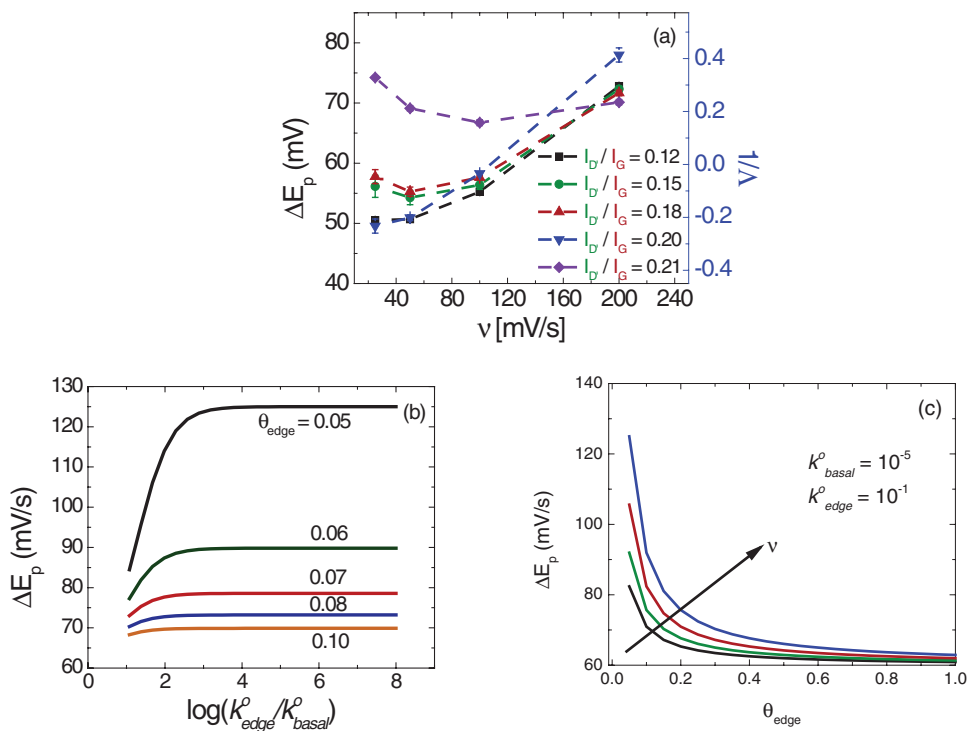 (a)
80
70
60
50
40
ΔE_p (mV)
0.4
0.2
0.0
-0.2
-0.4
1/Λ
I_D' / I_G = 0.12
I_D' / I_G = 0.15
I_D' / I_G = 0.18
I_D' / I_G = 0.20
I_D' / I_G = 0.21
40 80 120 160 200 240
ν [mV/s]
(b)
130
120
110
100
90
80
70
60
ΔE_p (mV/s)
θ_edge = 0.05
0.06
0.07
0.08
0.10
0 2 4 6 8
log(k^o_edge/k^o_basal)
(c)
140
120
100
80
60
ΔE_p (mV/s)
k^o_basal = 10^-5
k^o_edge = 10^-1
ν
0.0 0.2 0.4 0.6 0.8 1.0
θ_edge